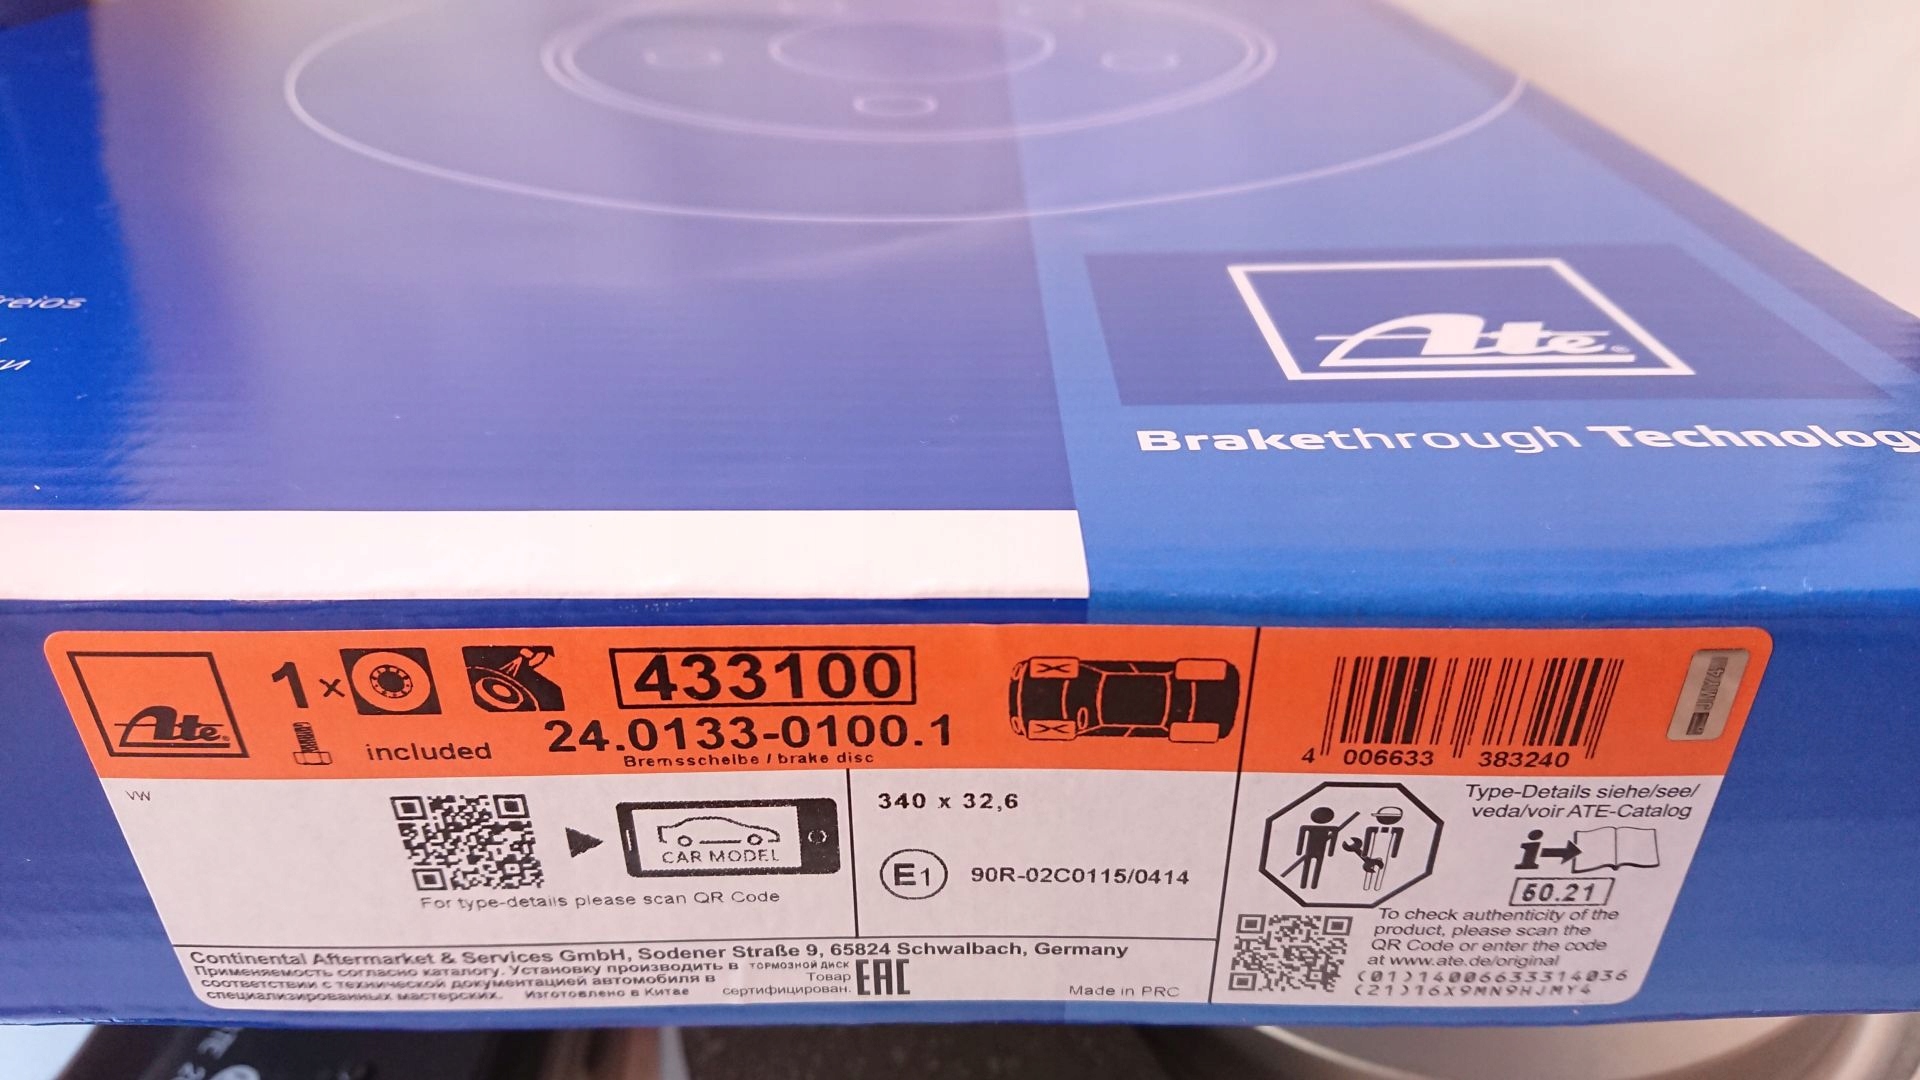 reios
ки
Ate
Brakethrough Technology
Ate
1x
included
433100
24.0133-0100.1
Bremsscheibe / brake disc
4 006633 383240
JMY4
VW
CAR MODEL
For type-details please scan QR Code
340 x 32,6
E1 90R-02C0115/0414
Type-Details siehe/see/
veda/voir ATE-Catalog
i
60.21
To check authenticity of the
product, please scan the
QR Code or enter the code
at www.ate.de/original
(01)14006633314036
(21)16X9MN9HJMY4
Continental Aftermarket & Services GmbH, Sodener Straße 9, 65824 Schwalbach, Germany
Применяемость согласно каталогу. Установку производить в
соответствии с технической документацией автомобиля в
специализированных мастерских. Изготовлено в Китае
тормозной диск
Товар
сертифицирован.
EAC
Made in PRC